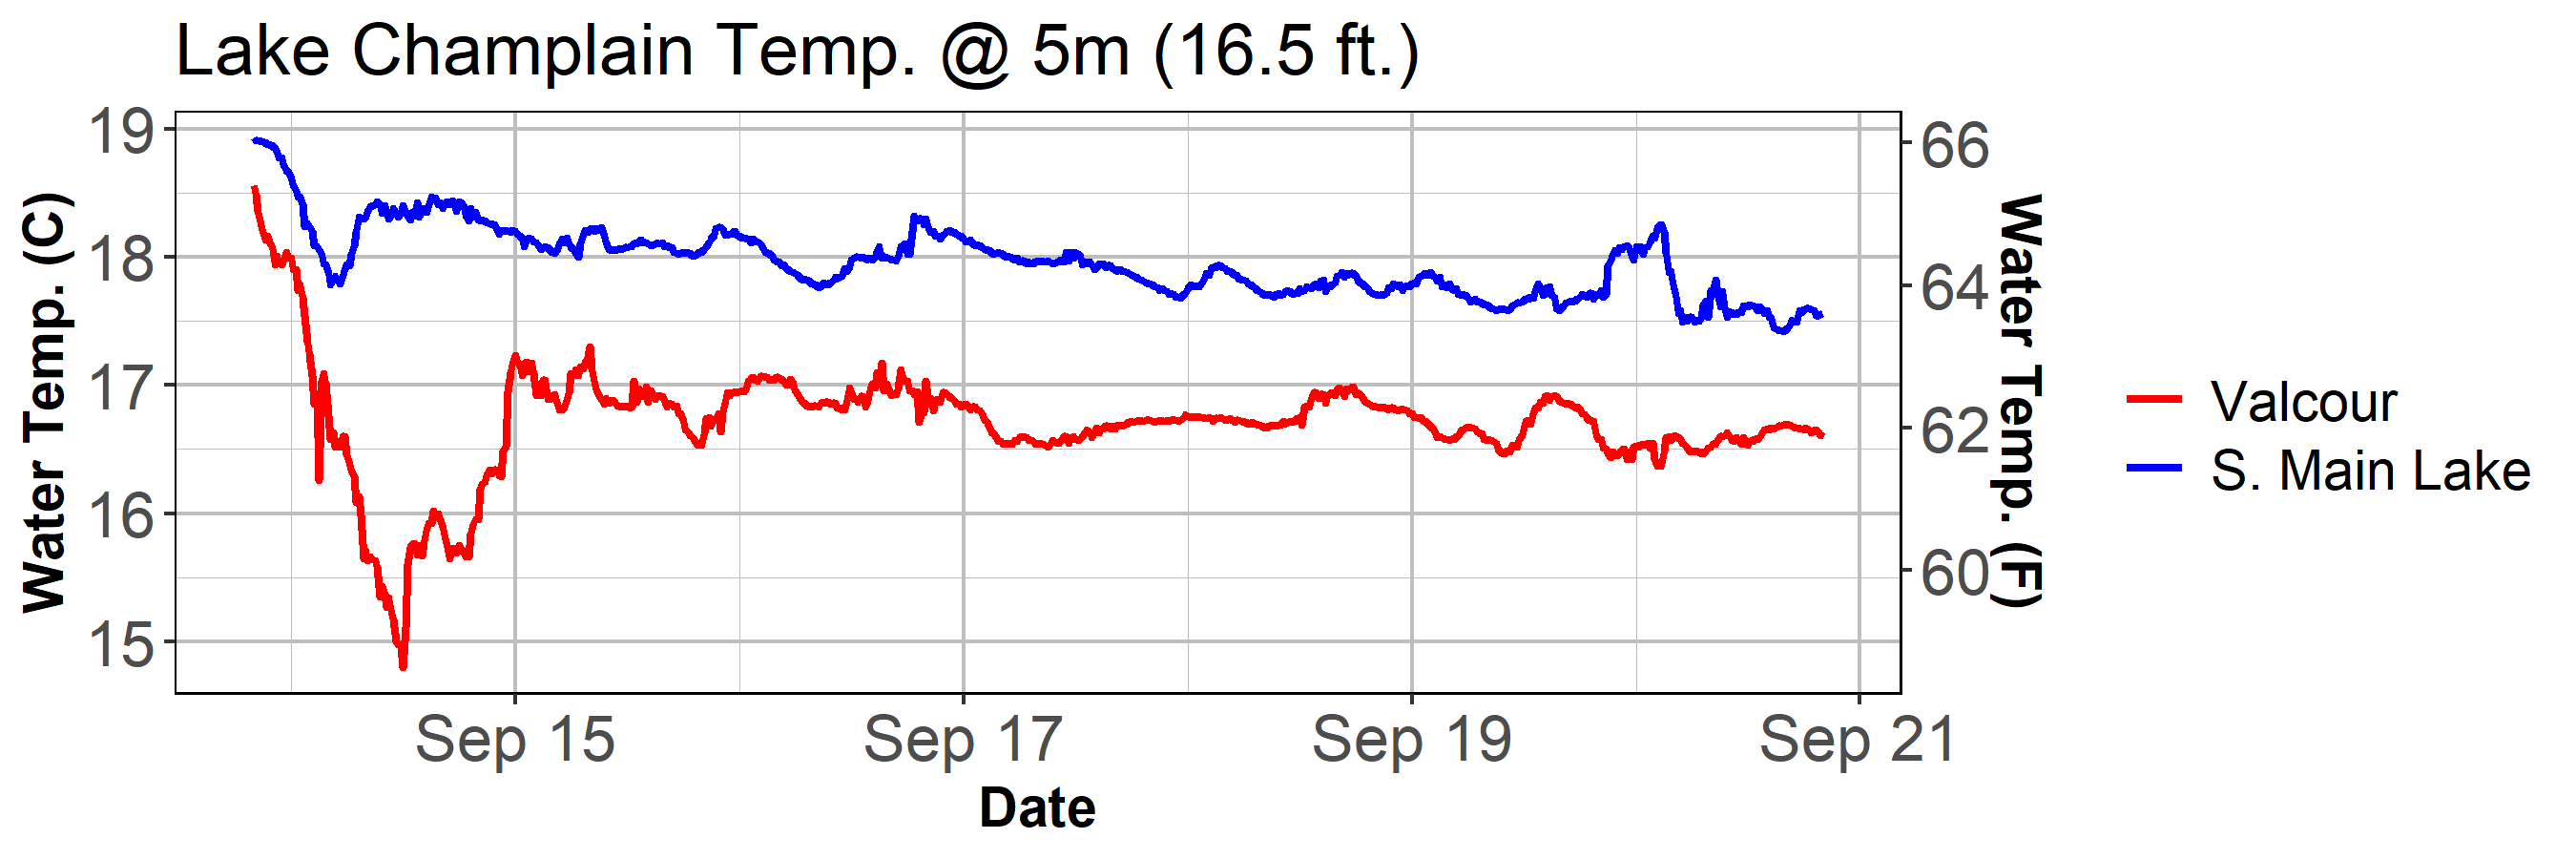 Lake Champlain Temp. @ 5m (16.5 ft.)
19
18
17
16
15
Water Temp. (C)
66
64
62
60
Water Temp. (F)
Sep 15
Sep 17
Sep 19
Sep 21
Date
Valcour
S. Main Lake